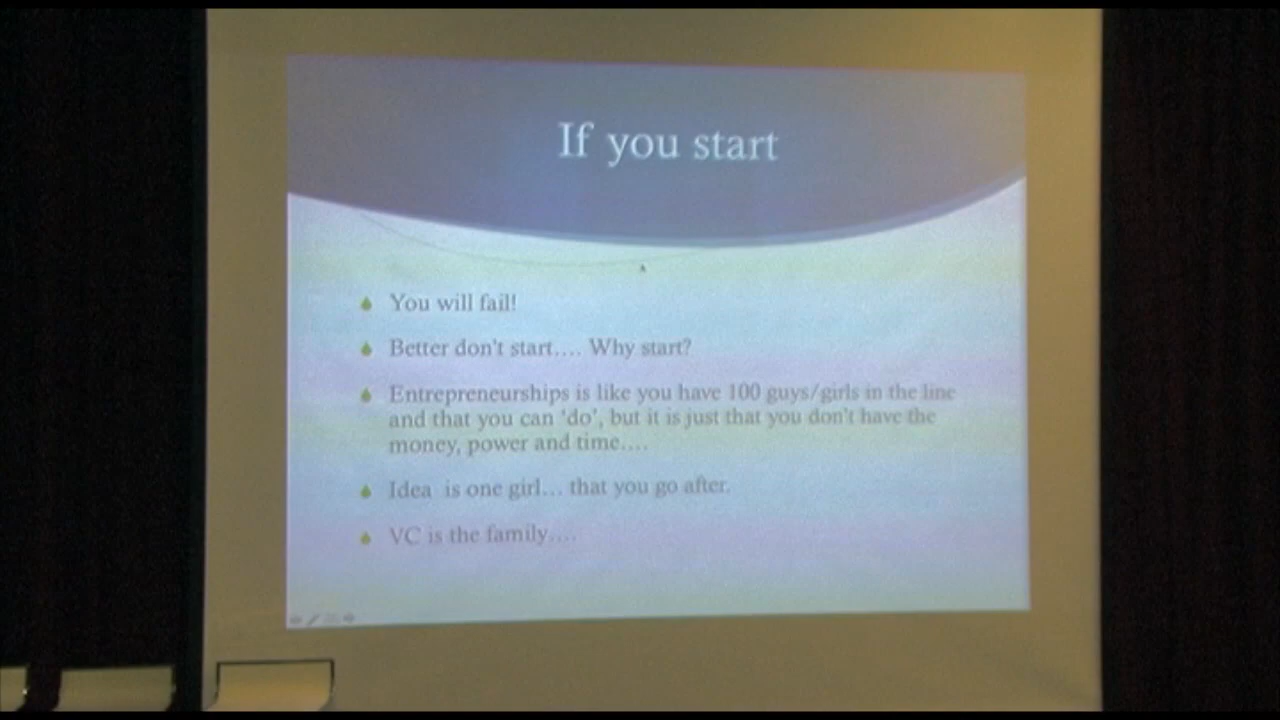 If you start
You will fail!
Better don't start.... Why start?
Entrepreneurships is like you have 100 guys/girls in the line
and that you can 'do', but it is just that you don't have the
money, power and time....
Idea is one girl... that you go after.
VC is the family....